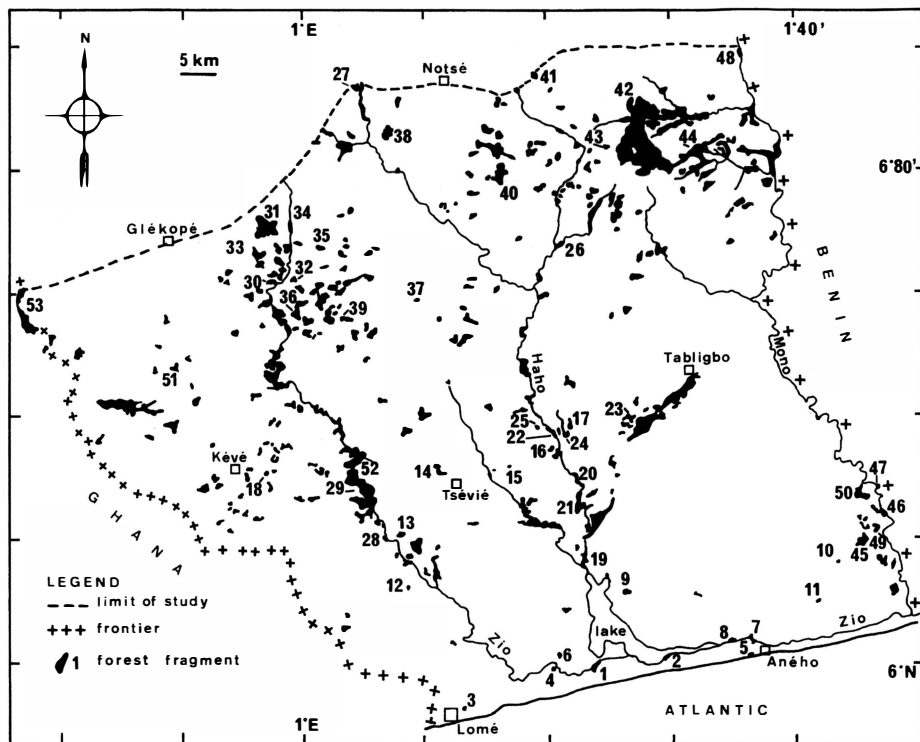 1°E
1°40'
N
5 km
27
Notsé
41
48
42
38
43
44
40
6°80'
31
34
Glékopé
35
33
26
32
30
37
36
39
53
BENIN
Mono
Haho
Tabligbo
51
25
17
23
22
24
Kévé
16
52
14
15
20
47
18
29
Tsévié
50
21
46
GHANA
28
13
49
45
10
19
LEGEND
12
9
11
limit of study
+++ frontier
Zio
lake
8
7
Zio
1 forest fragment
6
5
Aného
4
1
2
6°N
3
Lomé
1°E
ATLANTIC